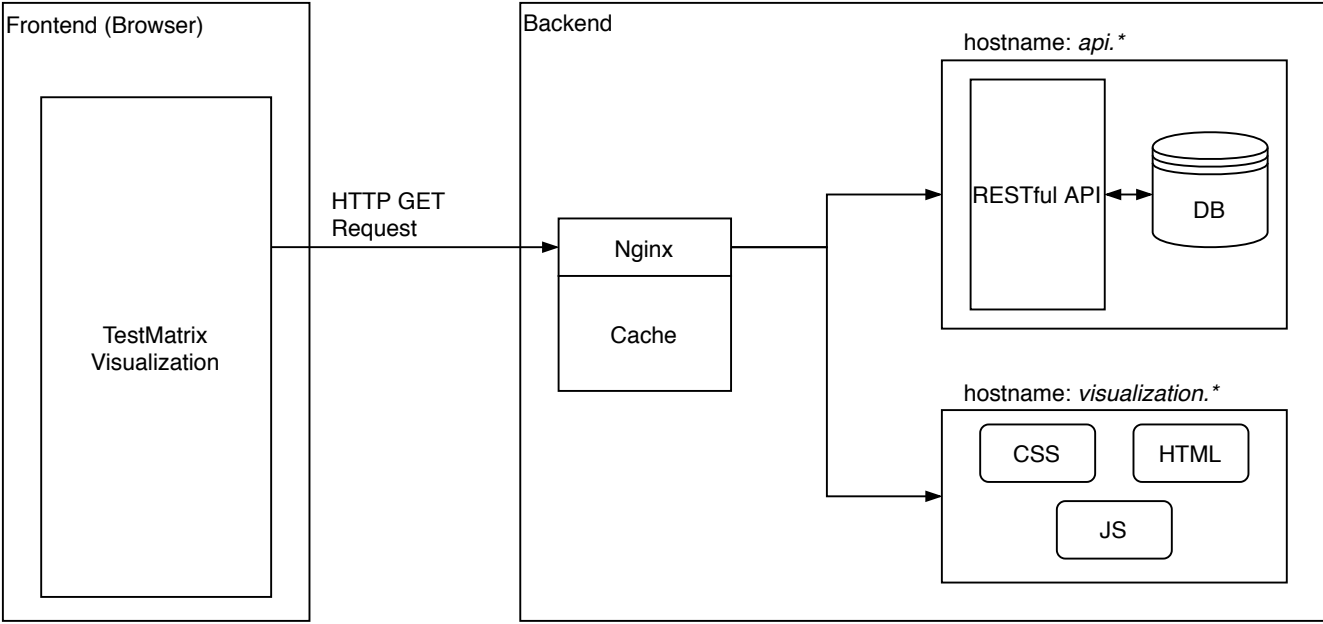 Frontend (Browser)
TestMatrix
Visualization
HTTP GET
Request
Backend
Nginx
Cache
hostname: api.*
RESTful API
DB
hostname: visualization.*
CSS
HTML
JS